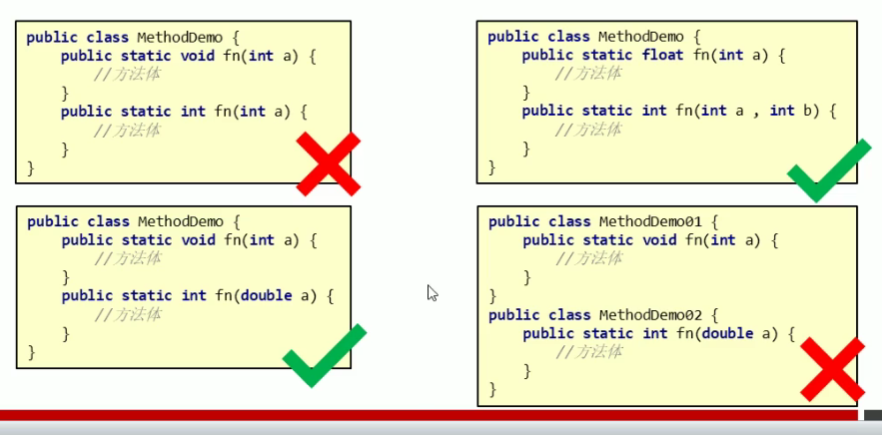 public class MethodDemo {
public static void fn(int a) {
//方法体
}
public static int fn(int a) {
//方法体
}
}
public class MethodDemo {
public static float fn(int a) {
//方法体
}
public static int fn(int a , int b) {
//方法体
}
}
public class MethodDemo {
public static void fn(int a) {
//方法体
}
public static int fn(double a) {
//方法体
}
}
public class MethodDemo01 {
public static void fn(int a) {
//方法体
}
}
public class MethodDemo02 {
public static int fn(double a) {
//方法体
}
}